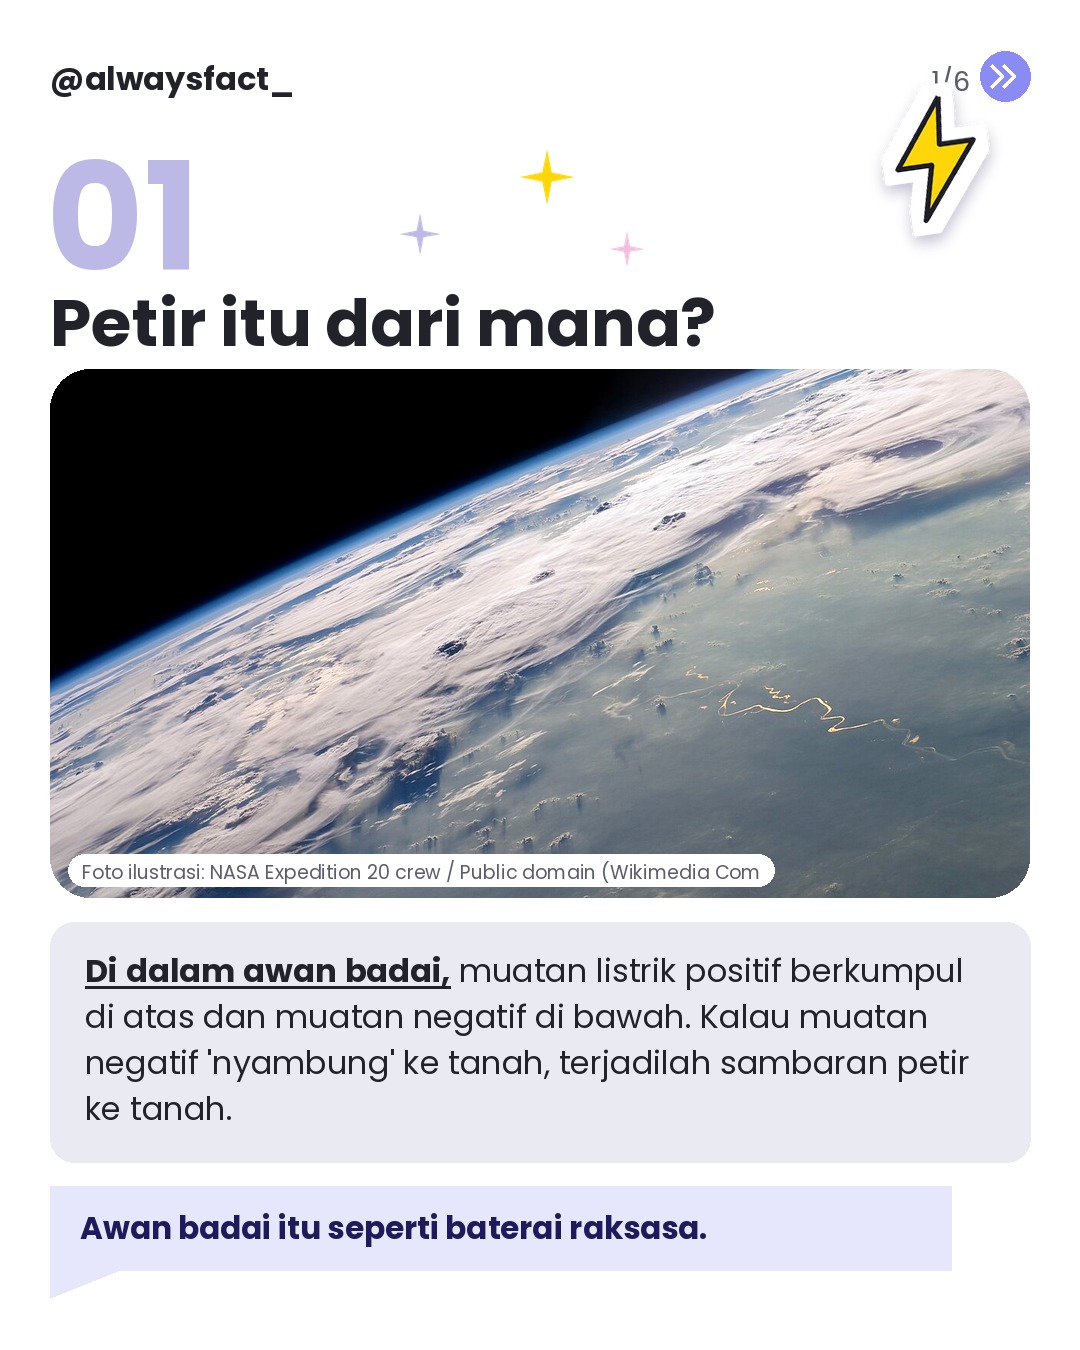 @alwaysfact_
1/6
01
Petir itu dari mana?
Foto ilustrasi: NASA Expedition 20 crew / Public domain (Wikimedia Com
Di dalam awan badai, muatan listrik positif berkumpul
di atas dan muatan negatif di bawah. Kalau muatan
negatif 'nyambung' ke tanah, terjadilah sambaran petir
ke tanah.
Awan badai itu seperti baterai raksasa.